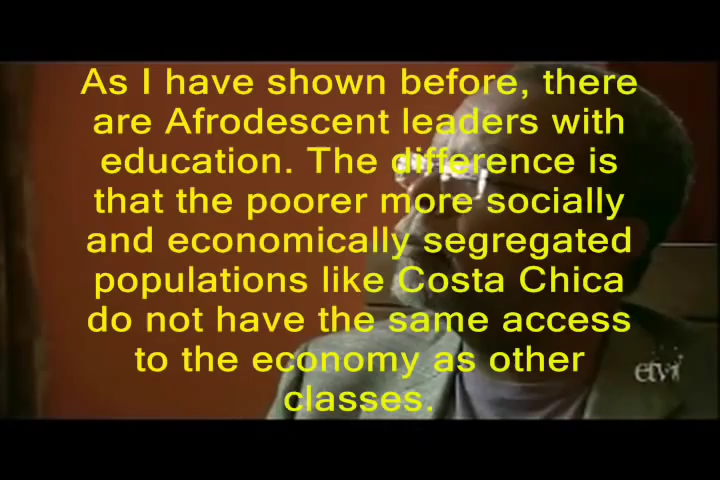 As I have shown before, there
are Afrodescent leaders with
education. The difference is
that the poorer more socially
and economically segregated
populations like Costa Chica
do not have the same access
to the economy as other
classes.
etv